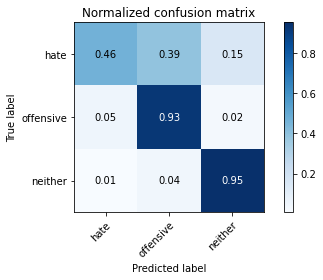 Normalized confusion matrix
True label
hate
offensive
neither
0.46 0.39 0.15
0.05 0.93 0.02
0.01 0.04 0.95
hate
offensive
neither
Predicted label
0.8
0.6
0.4
0.2